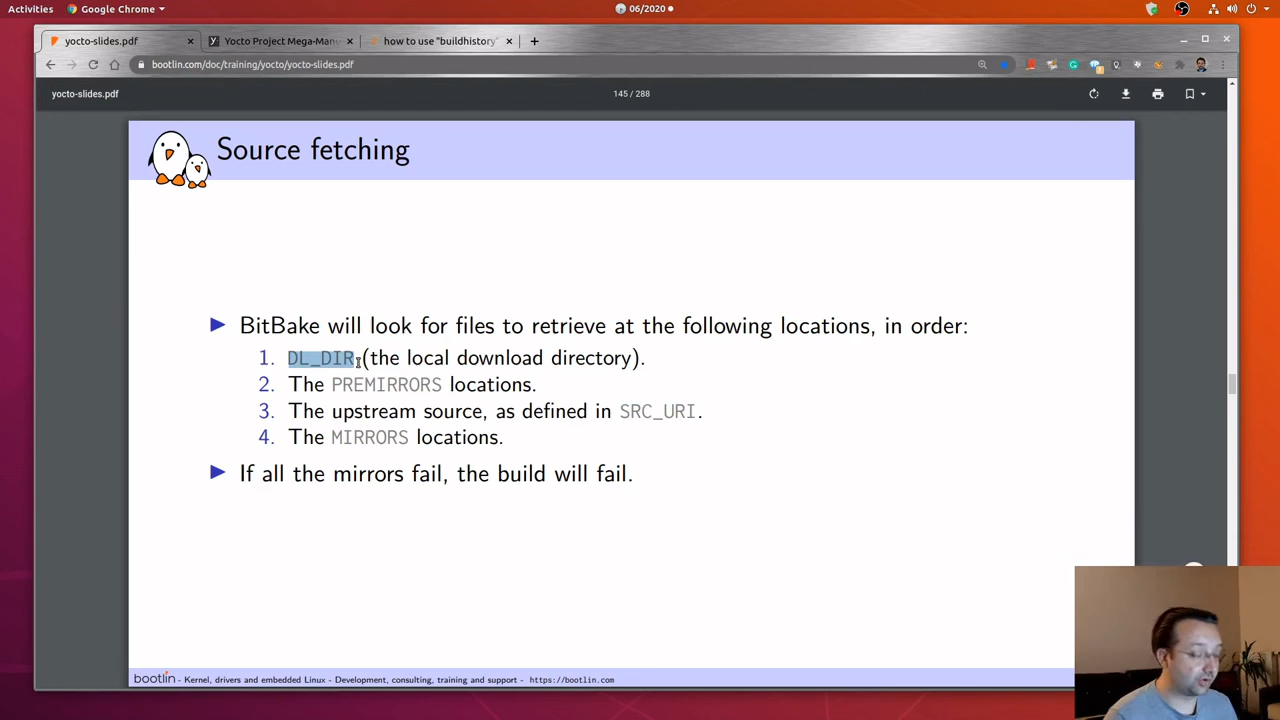 Activities
Google Chrome
06/2020
yocto-slides.pdf
Yocto Project Mega-Man
how to use "buildhistory"
bootlin.com/doc/training/yocto/yocto-slides.pdf
yocto-slides.pdf
145 / 288
Source fetching
BitBake will look for files to retrieve at the following locations, in order:
1. DL_DIR (the local download directory).
2. The PREMIRRORS locations.
3. The upstream source, as defined in SRC_URI.
4. The MIRRORS locations.
If all the mirrors fail, the build will fail.
bootlin - Kernel, drivers and embedded Linux - Development, consulting, training and support - https://bootlin.com